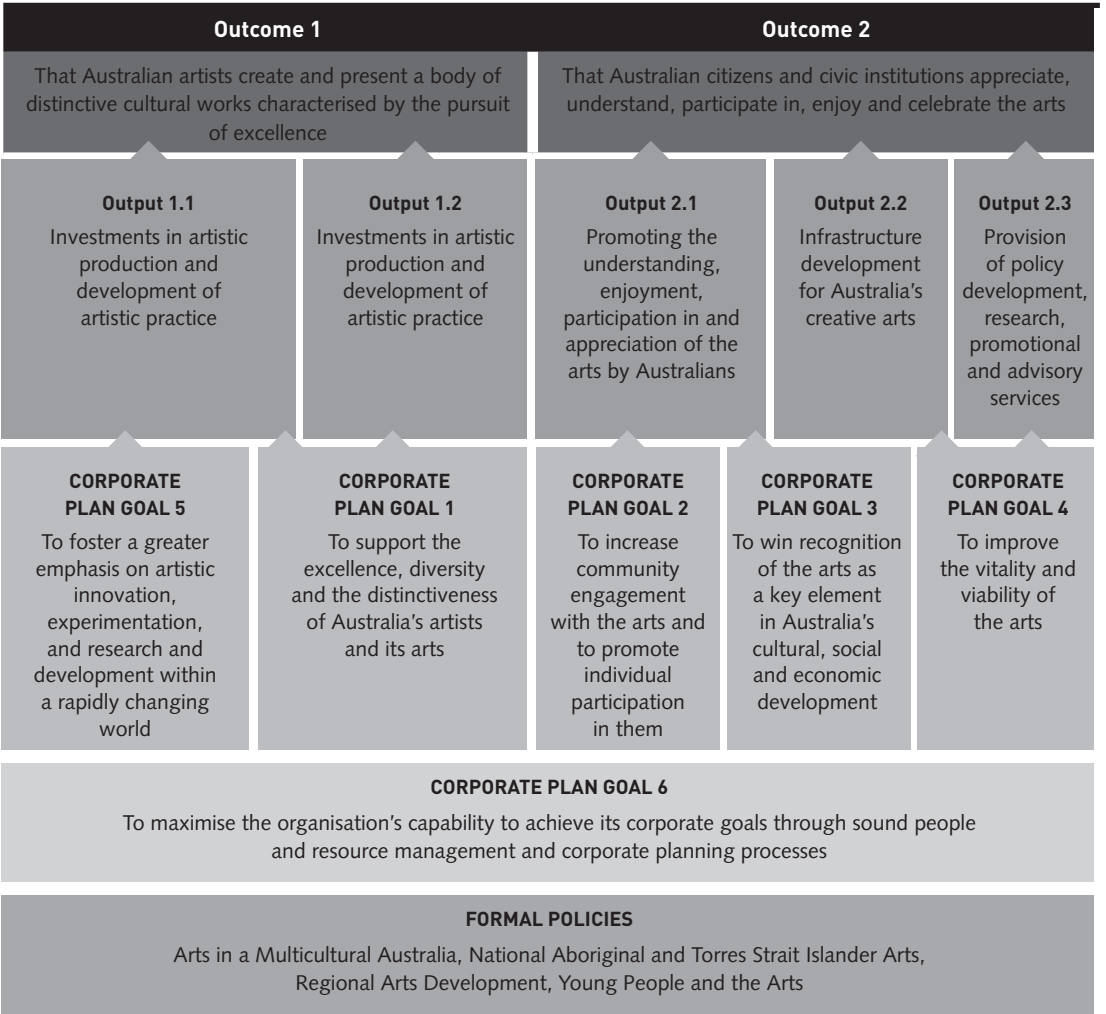 Outcome 1
That Australian artists create and present a body of
distinctive cultural works characterised by the pursuit
of excellence
Outcome 2
That Australian citizens and civic institutions appreciate,
understand, participate in, enjoy and celebrate the arts
Output 1.1
Investments in artistic
production and
development of
artistic practice
Output 1.2
Investments in artistic
production and
development of
artistic practice
Output 2.1
Promoting the
understanding,
enjoyment,
participation in and
appreciation of the
arts by Australians
Output 2.2
Infrastructure
development
for Australia’s
creative arts
Output 2.3
Provision
of policy
development,
research,
promotional
and advisory
services
CORPORATE
PLAN GOAL 5
To foster a greater
emphasis on artistic
innovation,
experimentation,
and research and
development within
a rapidly changing
world
CORPORATE
PLAN GOAL 1
To support the
excellence, diversity
and the distinctiveness
of Australia’s artists
and its arts
CORPORATE
PLAN GOAL 2
To increase
community
engagement
with the arts and
to promote
individual
participation
in them
CORPORATE
PLAN GOAL 3
To win recognition
of the arts as
a key element
in Australia’s
cultural, social
and economic
development
CORPORATE
PLAN GOAL 4
To improve
the vitality and
viability of
the arts
CORPORATE PLAN GOAL 6
To maximise the organisation’s capability to achieve its corporate goals through sound people
and resource management and corporate planning processes
FORMAL POLICIES
Arts in a Multicultural Australia, National Aboriginal and Torres Strait Islander Arts,
Regional Arts Development, Young People and the Arts